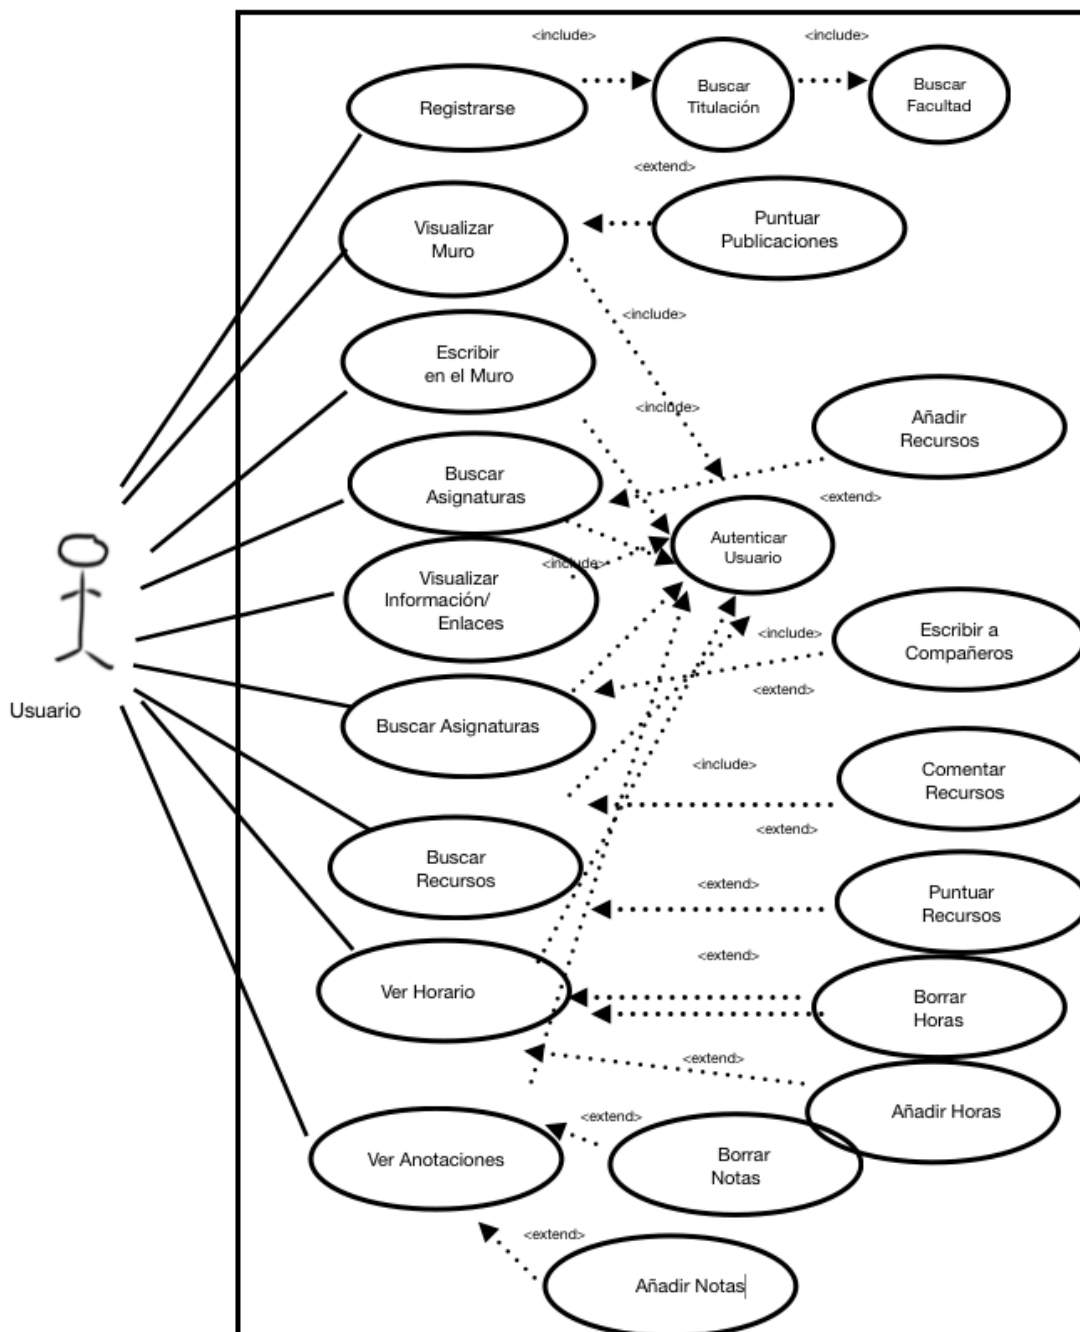 <include>
<include>
Registrarse
Buscar
Titulación
Buscar
Facultad
<extend>
Visualizar
Muro
Puntuar
Publicaciones
<include>
Escribir
en el Muro
<include>
Añadir
Recursos
Buscar
Asignaturas
<extend>
Autenticar
Usuario
<include>
Visualizar
Información/
Enlaces
<include>
Escribir a
Compañeros
<extend>
Usuario
Buscar Asignaturas
<include>
Comentar
Recursos
<extend>
Buscar
Recursos
<extend>
Puntuar
Recursos
<extend>
Ver Horario
Borrar
Horas
<extend>
Añadir Horas
<extend>
Ver Anotaciones
Borrar
Notas
<extend>
Añadir Notas